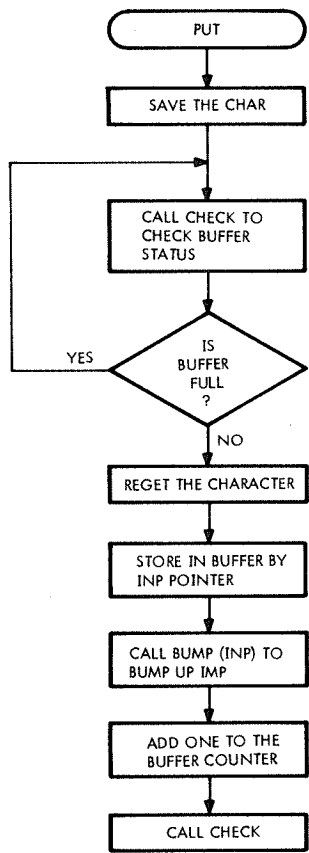 PUT
SAVE THE CHAR
CALL CHECK TO
CHECK BUFFER
STATUS
IS
BUFFER
FULL
?
YES
NO
REGET THE CHARACTER
STORE IN BUFFER BY
INP POINTER
CALL BUMP (INP) TO
BUMP UP IMP
ADD ONE TO THE
BUFFER COUNTER
CALL CHECK